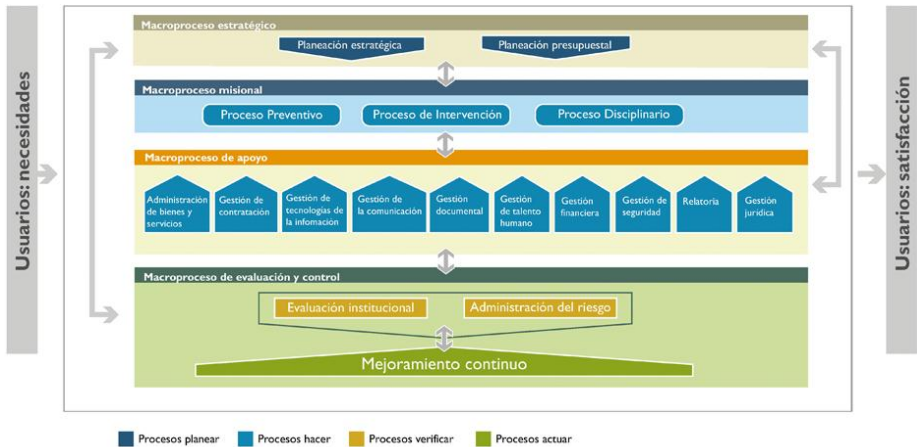 Usuarios: necesidades
Macroproceso estratégico
Planeación estratégica
Planeación presupuestal
Macroproceso misional
Proceso Preventivo
Proceso de Intervención
Proceso Disciplinario
Macroproceso de apoyo
Administración
de bienes y
servicios
Gestión de
contratación
Gestión de
tecnologías de
la infomación
Gestión de
la comunicación
Gestión
documental
Gestión
de talento
humano
Gestión
financiera
Gestión de
seguridad
Relatoría
Gestión
jurídica
Macroproceso de evaluación y control
Evaluación institucional
Administración del riesgo
Mejoramiento continuo
Usuarios: satisfacción
Procesos planear
Procesos hacer
Procesos verificar
Procesos actuar